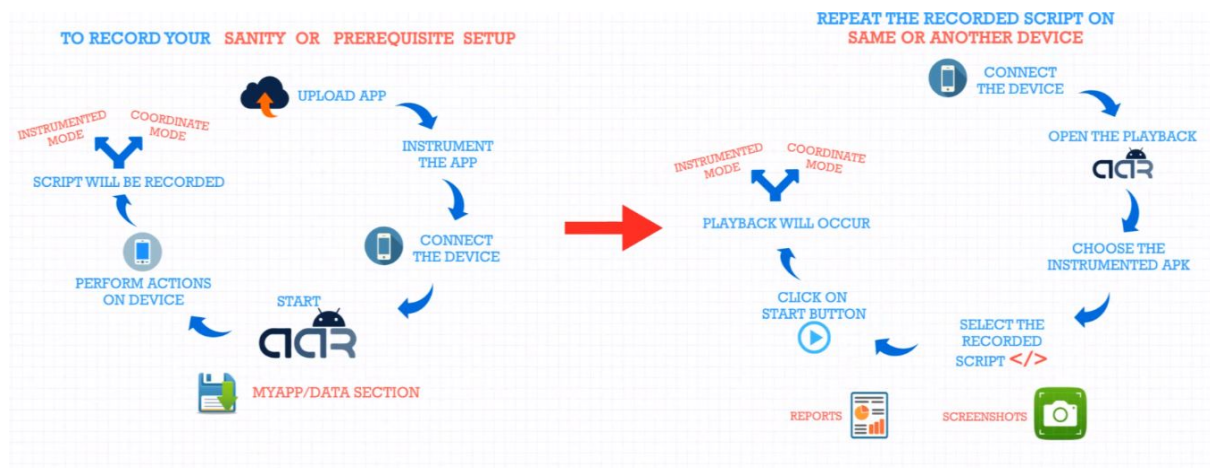 TO RECORD YOUR SANITY OR PREREQUISITE SETUP
UPLOAD APP
INSTRUMENT
THE APP
CONNECT
THE DEVICE
START
aar
MYAPP/DATA SECTION
PERFORM ACTIONS
ON DEVICE
SCRIPT WILL BE RECORDED
INSTRUMENTED
MODE
COORDINATE
MODE
REPEAT THE RECORDED SCRIPT ON
SAME OR ANOTHER DEVICE
CONNECT
THE DEVICE
OPEN THE PLAYBACK
aar
CHOOSE THE
INSTRUMENTED APK
SELECT THE
RECORDED
SCRIPT </>
CLICK ON
START BUTTON
PLAYBACK WILL OCCUR
INSTRUMENTED
MODE
COORDINATE
MODE
REPORTS
SCREENSHOTS